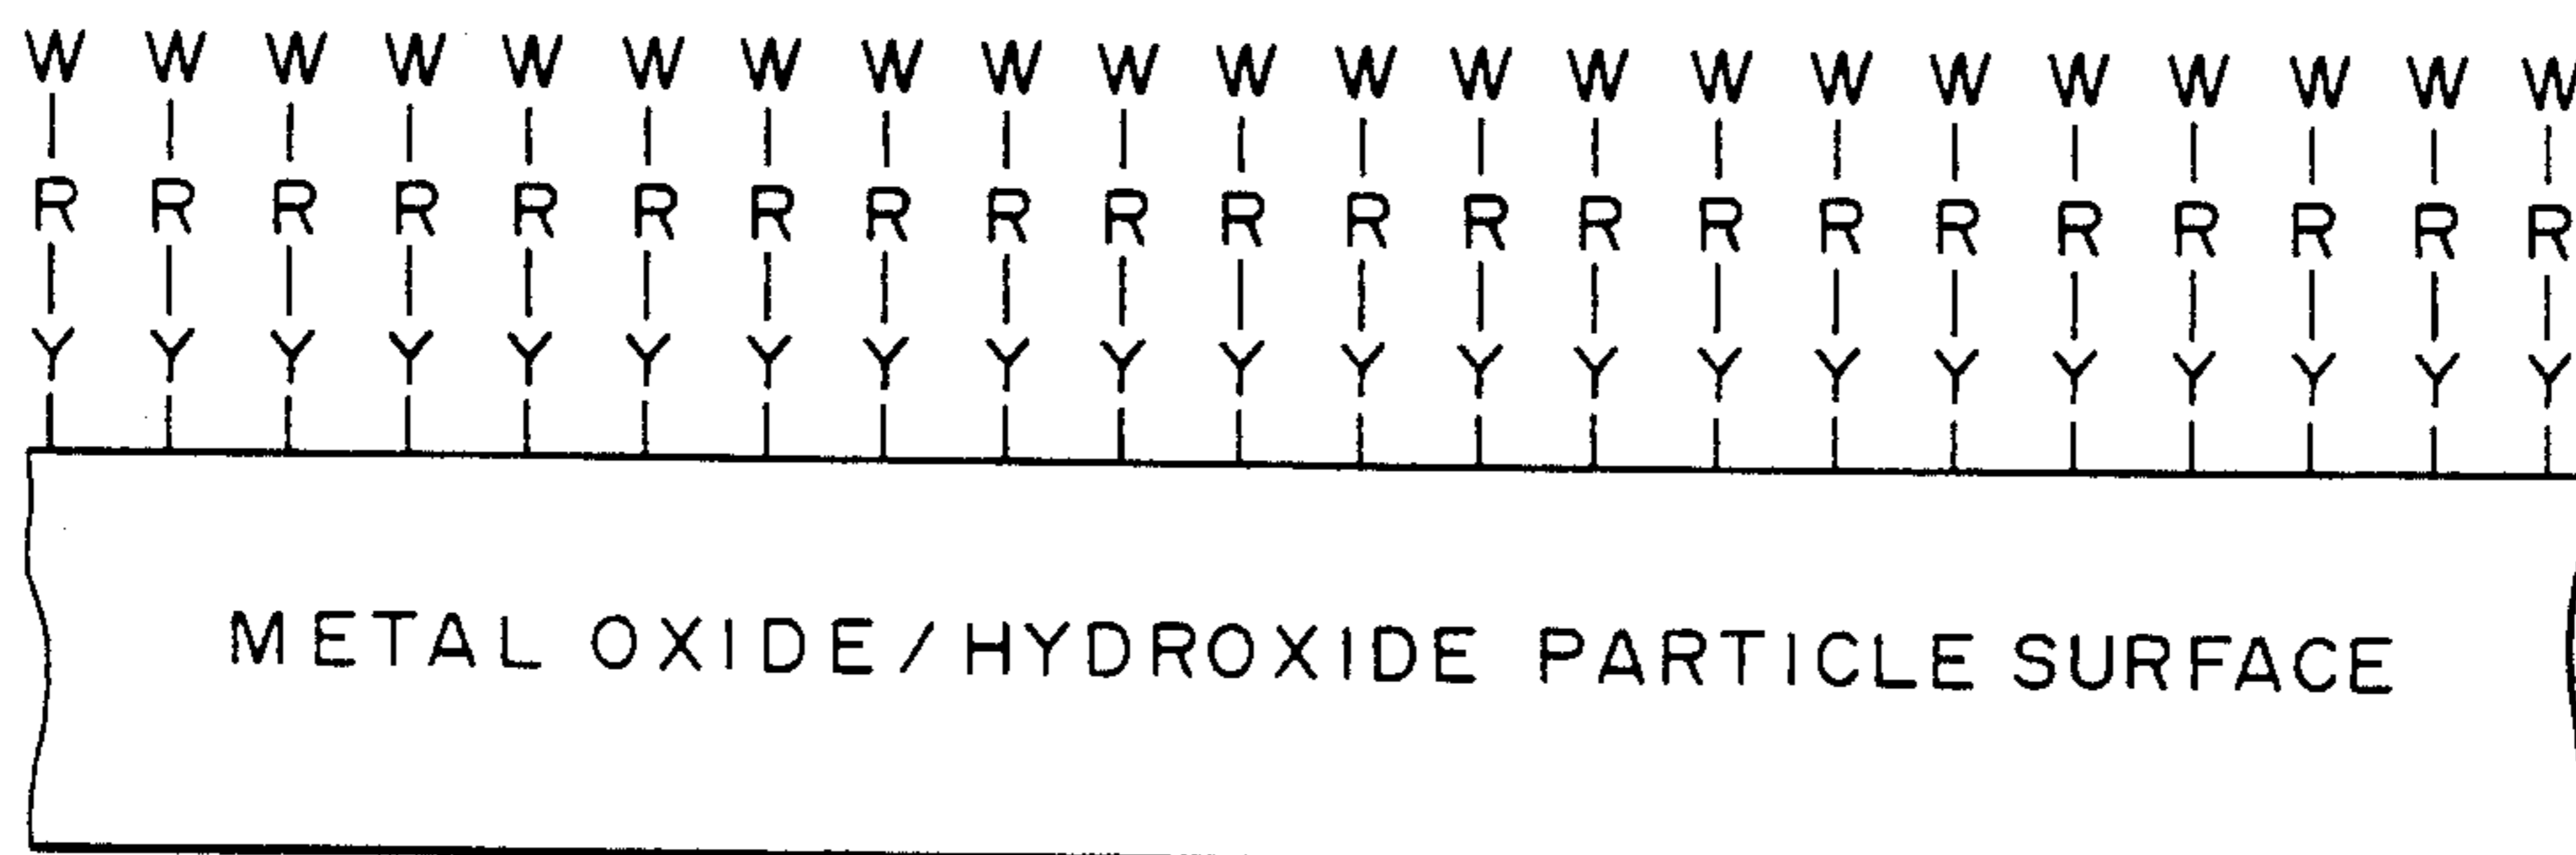 W W W W W W W W W W W W W W W W W W W W W W
R R R R R R R R R R R R R R R R R R R R R R
Y Y Y Y Y Y Y Y Y Y Y Y Y Y Y Y Y Y Y Y Y Y
METAL OXIDE/HYDROXIDE PARTICLE SURFACE